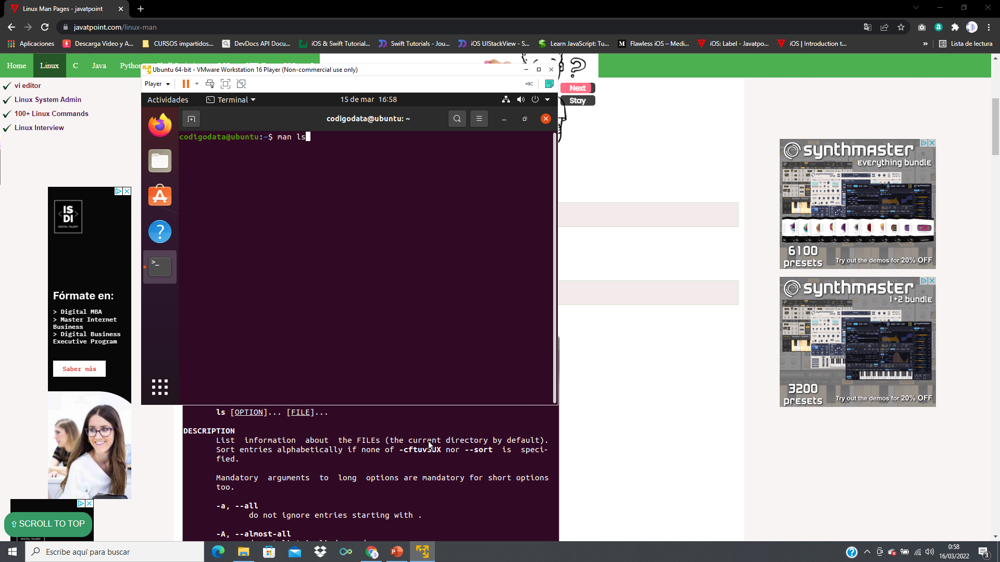 Linux Man Pages - javatpoint
javatpoint.com/linux-man
Aplicaciones
Descarga Video y A...
CURSOS impartidos...
DevDocs API Docu...
iOS & Swift Tutorial...
Swift Tutorials - Jou...
iOS UIStackView - S...
Learn JavaScript: Tu...
Flawless iOS – Medi...
iOS: Label - Javatpo...
iOS | Introduction t...
»
Lista de lectura
Home
Linux
C
Java
Python
Ubuntu 64-bit - VMware Workstation 16 Player (Non-commercial use only)
Player
Next
Stay
vi editor
Linux System Admin
100+ Linux Commands
Linux Interview
Actividades
Terminal
15 de mar 16:58
codigodata@ubuntu: ~
codigodata@ubuntu:~$ man ls
IS
DI
DIGITAL TALENT
Fórmate en:
> Digital MBA
> Master Internet
Business
> Digital Business
Executive Program
Saber más
synthmaster
everything bundle
6100
presets
Try out the demos for 20% OFF
synthmaster
1+2 bundle
3200
presets
Try out the demos for 20% OFF
ls [OPTION]... [FILE]...
DESCRIPTION
List information about the FILEs (the current directory by default).
Sort entries alphabetically if none of -cftuvSUX nor --sort is speci-
fied.
Mandatory arguments to long options are mandatory for short options
too.
-a, --all
do not ignore entries starting with .
-A, --almost-all
⇧ SCROLL TO TOP
DIGITAL TALENT
Escribe aquí para buscar
0:58
16/03/2022
3